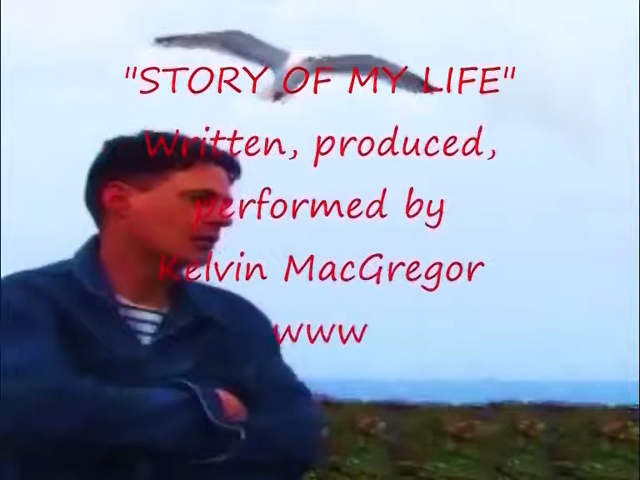 "STORY OF MY LIFE"
Written, produced,
performed by
Kelvin MacGregor
www